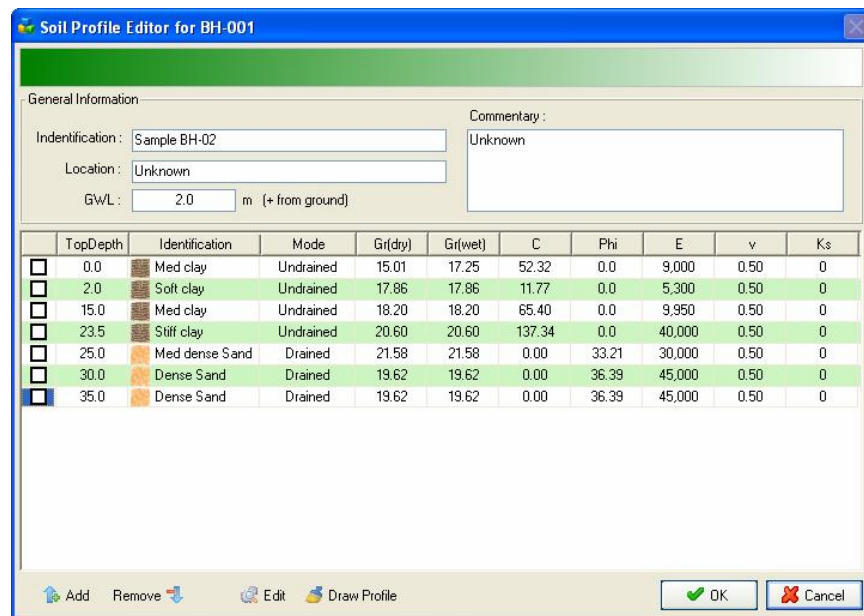 Soil Profile Editor for BH-001
General Information
Commentary :
Indentification : Sample BH-02
Unknown
Location : Unknown
GWL : 2.0 m (+ from ground)
TopDepth Identification Mode Gr(dry) Gr(wet) C Phi E v Ks
0.0 Med clay Undrained 15.01 17.25 52.32 0.0 9,000 0.50 0
2.0 Soft clay Undrained 17.86 17.86 11.77 0.0 5,300 0.50 0
15.0 Med clay Undrained 18.20 18.20 65.40 0.0 9,950 0.50 0
23.5 Stiff clay Undrained 20.60 20.60 137.34 0.0 40,000 0.50 0
25.0 Med dense Sand Drained 21.58 21.58 0.00 33.21 30,000 0.50 0
30.0 Dense Sand Drained 19.62 19.62 0.00 36.39 45,000 0.50 0
35.0 Dense Sand Drained 19.62 19.62 0.00 36.39 45,000 0.50 0
Add Remove Edit Draw Profile OK Cancel